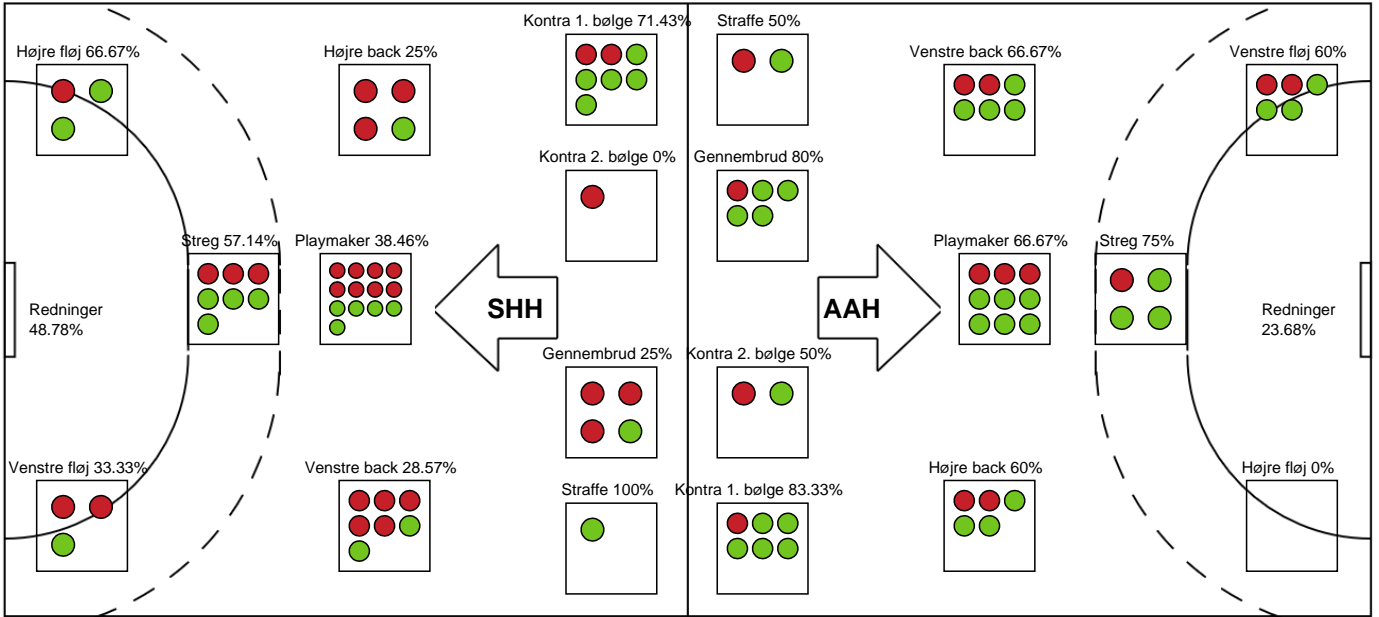 Kontra 1. bølge 71.43%
Straffe 50%
Højre fløj 66.67%
Højre back 25%
Venstre back 66.67%
Venstre fløj 60%
Kontra 2. bølge 0%
Gennembrud 80%
Streg 57.14%
Playmaker 38.46%
Playmaker 66.67%
Streg 75%
Redninger
48.78%
SHH
AAH
Redninger
23.68%
Gennembrud 25%
Kontra 2. bølge 50%
Venstre fløj 33.33%
Venstre back 28.57%
Højre back 60%
Højre fløj 0%
Straffe 100%
Kontra 1. bølge 83.33%